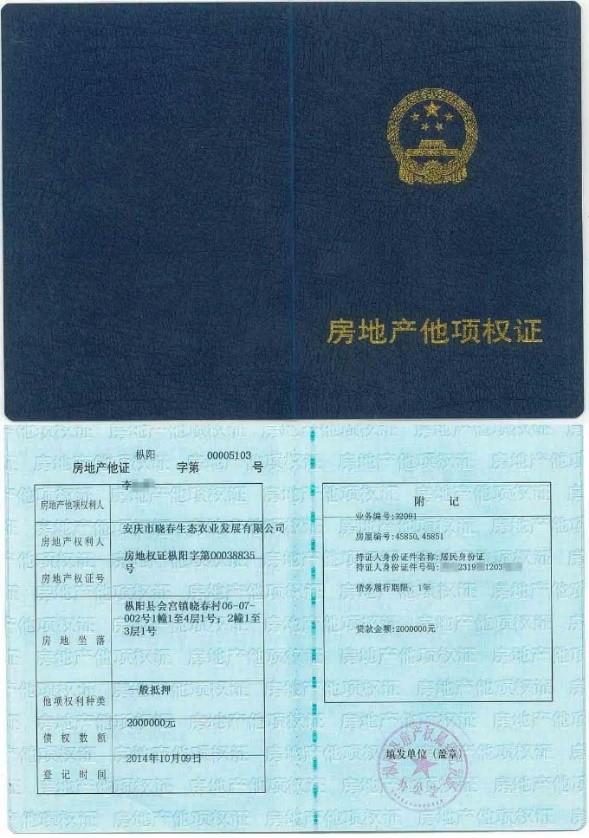 房地产他项权证
房地产他证 枞阳 字第 00005103 号
房地产他项权利人 李
房地产权利人 安庆市晓春生态农业发展有限公司
房地产权证号 房地权证枞阳字第00038835
号
房地坐落 枞阳县会宫镇晓春村06-07-
002号1幢1至4层1号；2幢1至
3层1号
他项权利种类 一般抵押
债权数额 2000000元
登记时间 2014年10月09日
附 记
业务编号:32091
房屋编号:45850,45851
持证人身份证件名称:居民身份证
持证人身份证件号码: 2319 1203
债务履行期限: 1年
贷款金额:2000000元
填发单位（盖章）